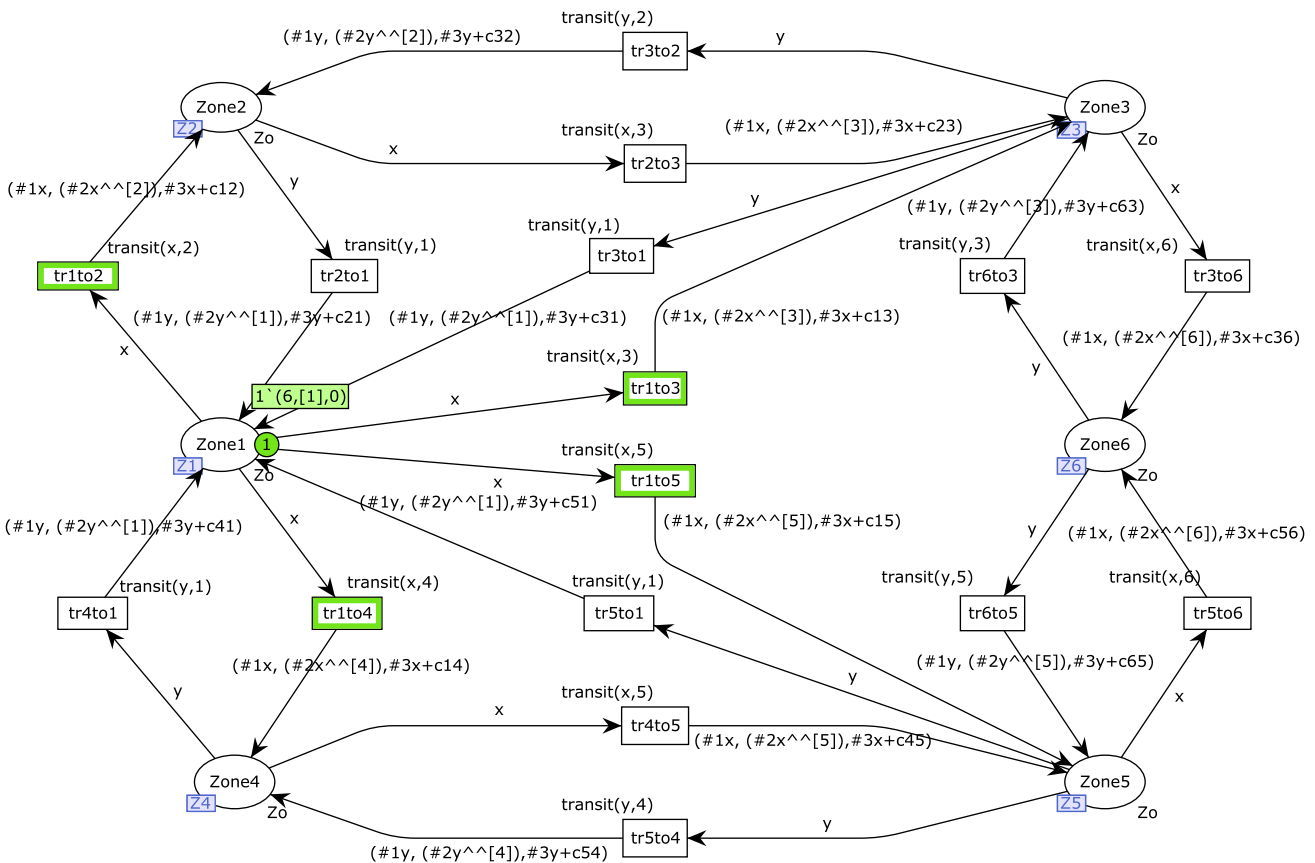 transit(y,2)
(#1y, (#2y^^[2]),#3y+c32)
y
tr3to2
Zone2
Zone3
Z2
Z3
Zo
Zo
transit(x,3)
(#1x, (#2x^^[3]),#3x+c23)
x
tr2to3
(#1x, (#2x^^[2]),#3x+c12)
y
x
y
(#1y, (#2y^^[3]),#3y+c63)
transit(x,2)
transit(y,1)
transit(y,1)
transit(y,3)
transit(x,6)
tr3to1
tr1to2
tr2to1
tr6to3
tr3to6
(#1y, (#2y^^[1]),#3y+c21)
(#1y, (#2y^^[1]),#3y+c31)
(#1x, (#2x^^[3]),#3x+c13)
(#1x, (#2x^^[6]),#3x+c36)
x
transit(x,3)
y
tr1to3
1`(6,[1],0)
x
Zone1
1
Zone6
transit(x,5)
Z1
Z6
Zo
Zo
tr1to5
x
(#1y, (#2y^^[1]),#3y+c51)
(#1y, (#2y^^[1]),#3y+c41)
x
(#1x, (#2x^^[5]),#3x+c15)
y
(#1x, (#2x^^[6]),#3x+c56)
transit(y,1)
transit(x,4)
transit(y,1)
transit(y,5)
transit(x,6)
tr4to1
tr1to4
tr5to1
tr6to5
tr5to6
(#1x, (#2x^^[4]),#3x+c14)
(#1y, (#2y^^[5]),#3y+c65)
y
transit(x,5)
y
x
x
tr4to5
(#1x, (#2x^^[5]),#3x+c45)
Zone4
Zone5
Z4
Z5
Zo
Zo
transit(y,4)
y
tr5to4
(#1y, (#2y^^[4]),#3y+c54)